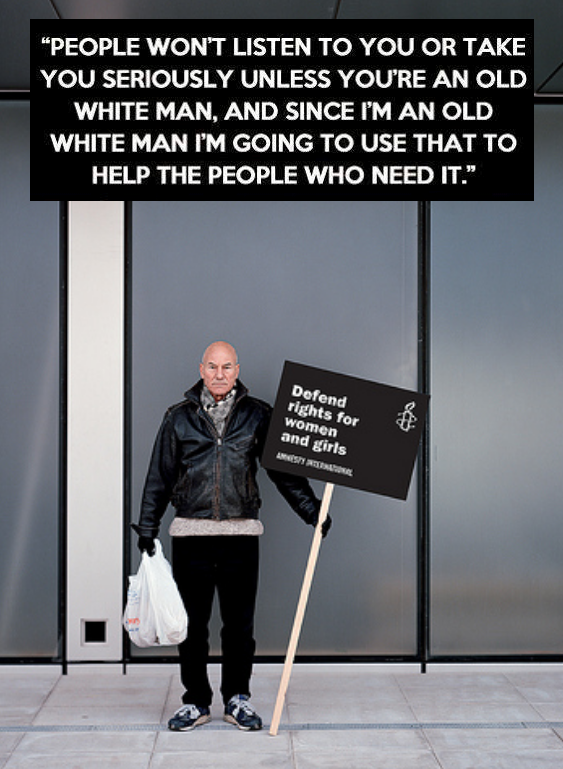 “PEOPLE WON’T LISTEN TO YOU OR TAKE
YOU SERIOUSLY UNLESS YOU’RE AN OLD
WHITE MAN, AND SINCE I’M AN OLD
WHITE MAN I’M GOING TO USE THAT TO
HELP THE PEOPLE WHO NEED IT.”
Defend
rights for
women
and girls
AMNESTY INTERNATIONAL